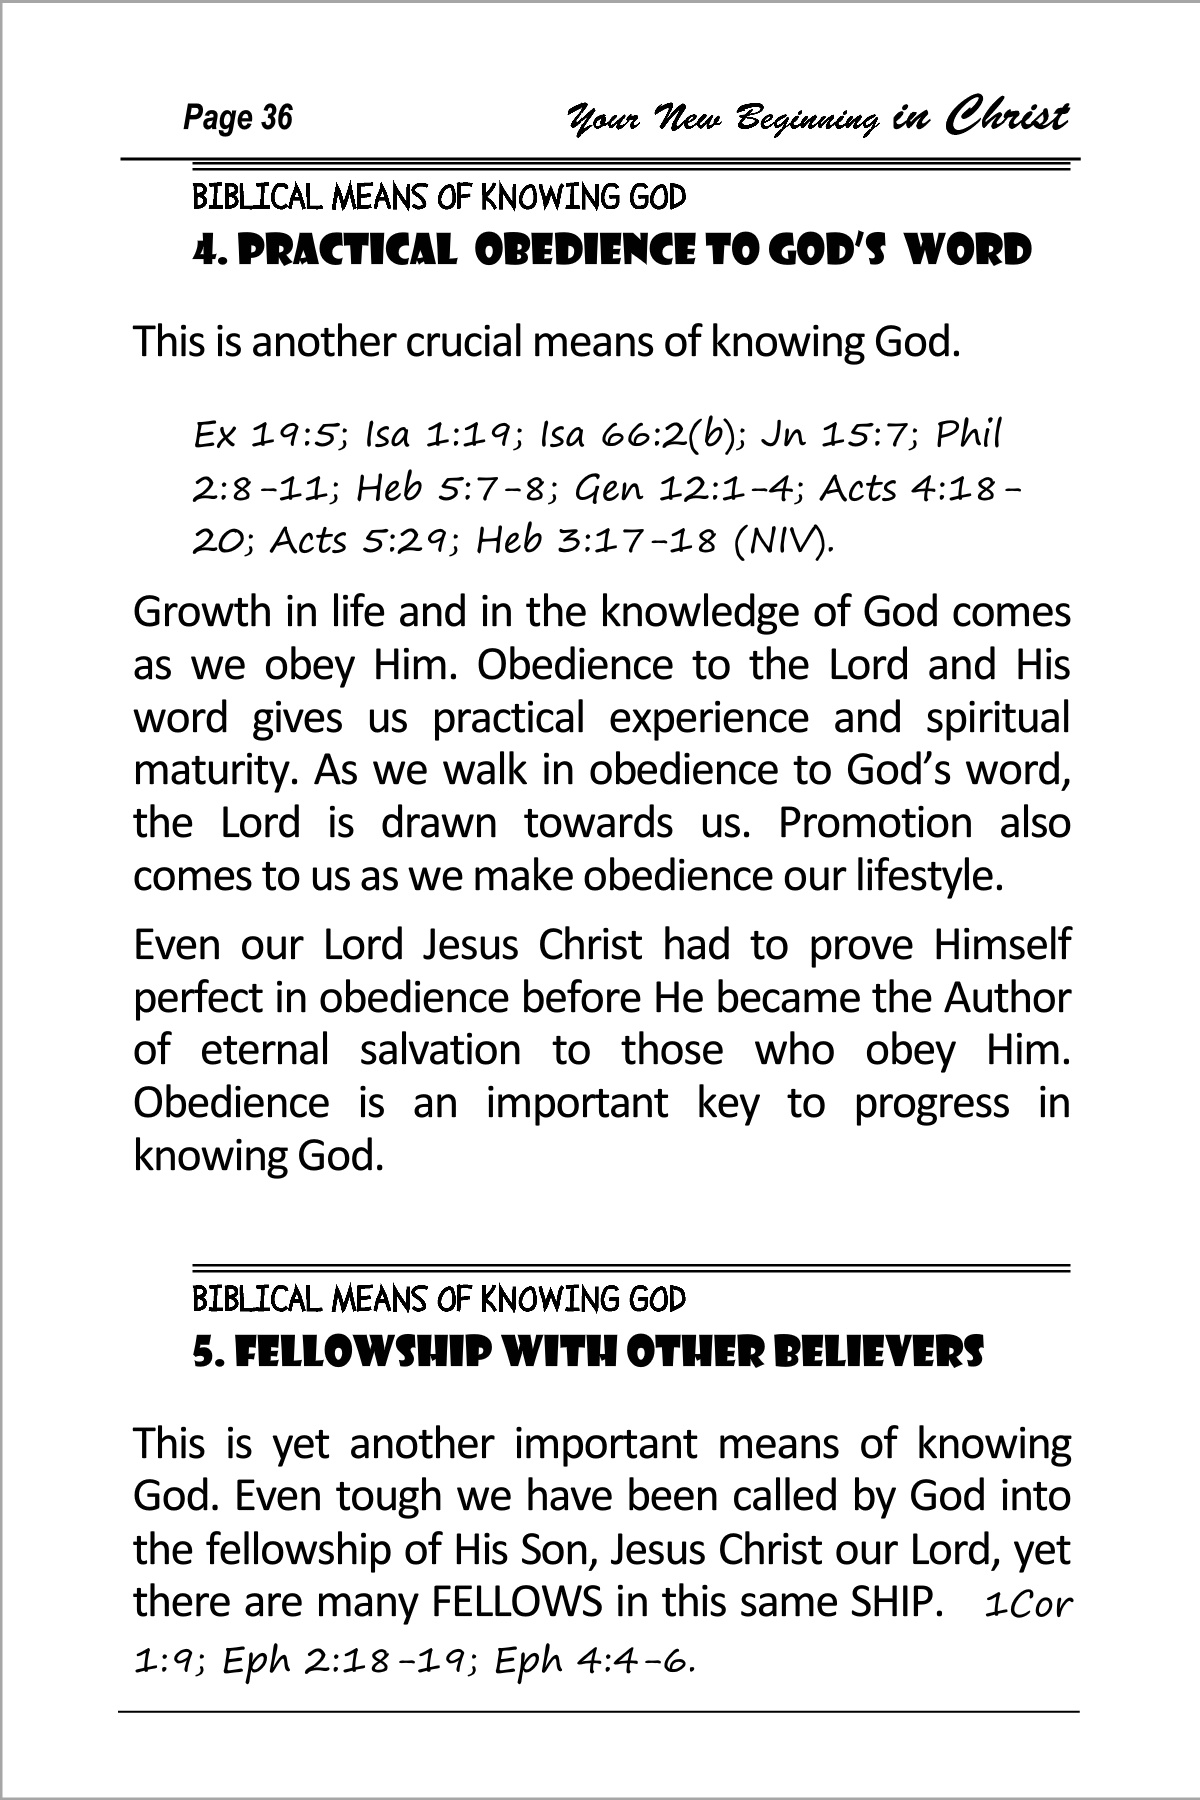 Page 36 Your New Beginning in Christ
BIBLICAL MEANS OF KNOWING GOD
4. PRACTICAL OBEDIENCE TO GOD’S WORD
This is another crucial means of knowing God.
Ex 19:5; Isa 1:19; Isa 66:2(b); Jn 15:7; Phil
2:8-11; Heb 5:7-8; Gen 12:1-4; Acts 4:18-
20; Acts 5:29; Heb 3:17-18 (NIV).
Growth in life and in the knowledge of God comes
as we obey Him. Obedience to the Lord and His
word gives us practical experience and spiritual
maturity. As we walk in obedience to God’s word,
the Lord is drawn towards us. Promotion also
comes to us as we make obedience our lifestyle.
Even our Lord Jesus Christ had to prove Himself
perfect in obedience before He became the Author
of eternal salvation to those who obey Him.
Obedience is an important key to progress in
knowing God.
BIBLICAL MEANS OF KNOWING GOD
5. FELLOWSHIP WITH OTHER BELIEVERS
This is yet another important means of knowing
God. Even tough we have been called by God into
the fellowship of His Son, Jesus Christ our Lord, yet
there are many FELLOWS in this same SHIP. 1Cor
1:9; Eph 2:18-19; Eph 4:4-6.